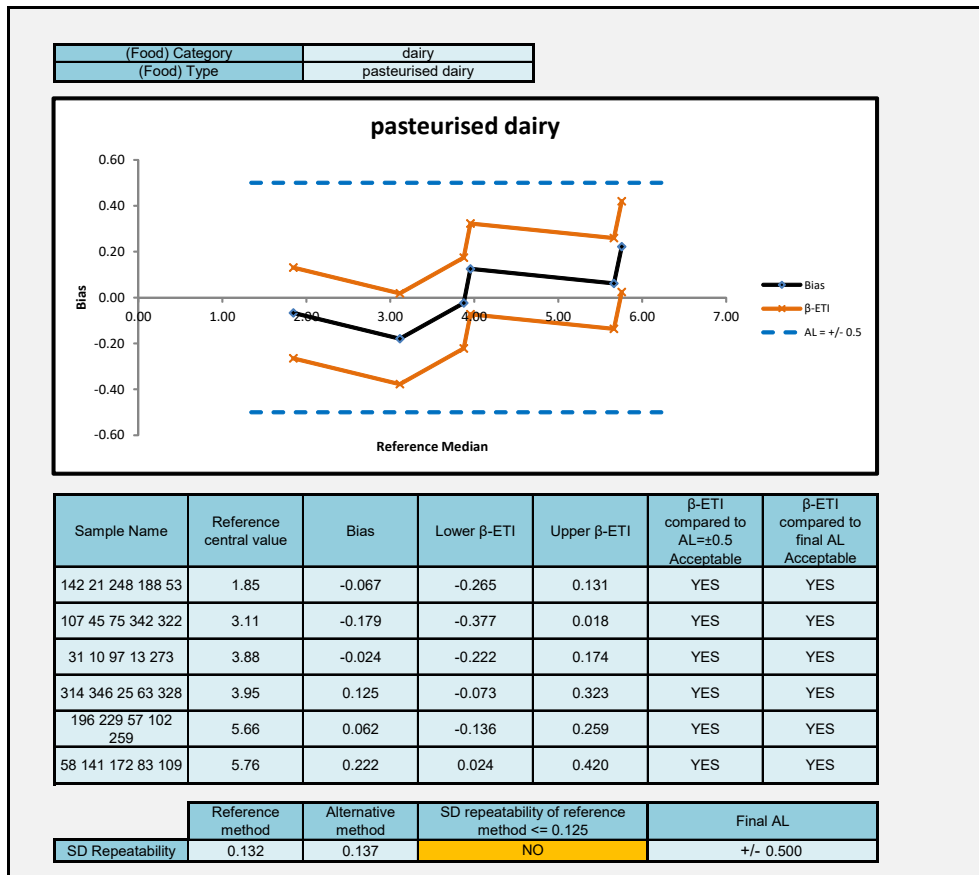 (Food) Category dairy
(Food) Type pasteurised dairy
pasteurised dairy
0.60
0.40
0.20
0.00
-0.20
-0.40
-0.60
0.00 1.00 2.00 3.00 4.00 5.00 6.00 7.00
Bias
Reference Median
Bias
β-ETI
AL = +/- 0.5
Sample Name Reference central value Bias Lower β-ETI Upper β-ETI β-ETI compared to AL=±0.5 Acceptable β-ETI compared to final AL Acceptable
142 21 248 188 53 1.85 -0.067 -0.265 0.131 YES YES
107 45 75 342 322 3.11 -0.179 -0.377 0.018 YES YES
31 10 97 13 273 3.88 -0.024 -0.222 0.174 YES YES
314 346 25 63 328 3.95 0.125 -0.073 0.323 YES YES
196 229 57 102 259 5.66 0.062 -0.136 0.259 YES YES
58 141 172 83 109 5.76 0.222 0.024 0.420 YES YES
Reference method Alternative method SD repeatability of reference method <= 0.125 Final AL
SD Repeatability 0.132 0.137 NO +/- 0.500